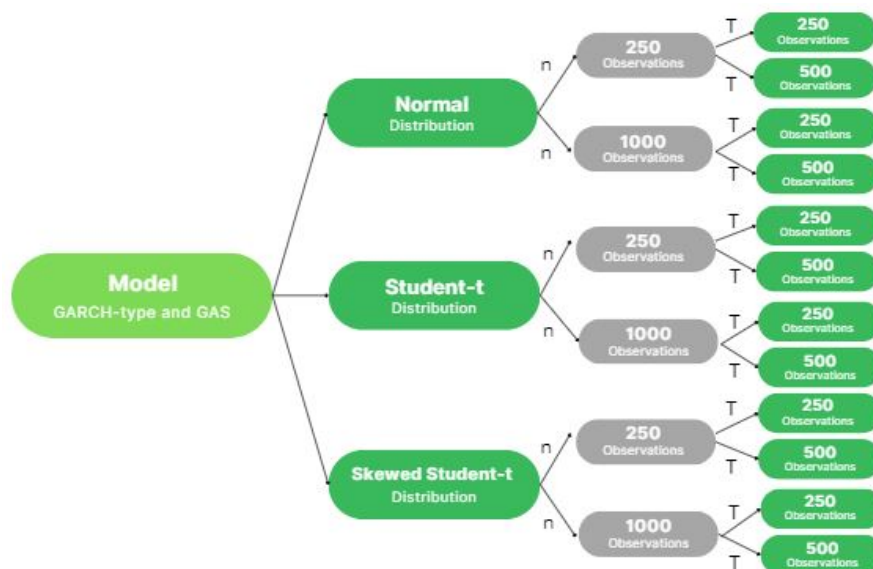 Model
GARCH-type and GAS
Normal
Distribution
n
n
250
Observations
T
T
250
Observations
500
Observations
1000
Observations
T
T
250
Observations
500
Observations
Student-t
Distribution
n
n
250
Observations
T
T
250
Observations
500
Observations
1000
Observations
T
T
250
Observations
500
Observations
Skewed Student-t
Distribution
n
n
250
Observations
T
T
250
Observations
500
Observations
1000
Observations
T
T
250
Observations
500
Observations